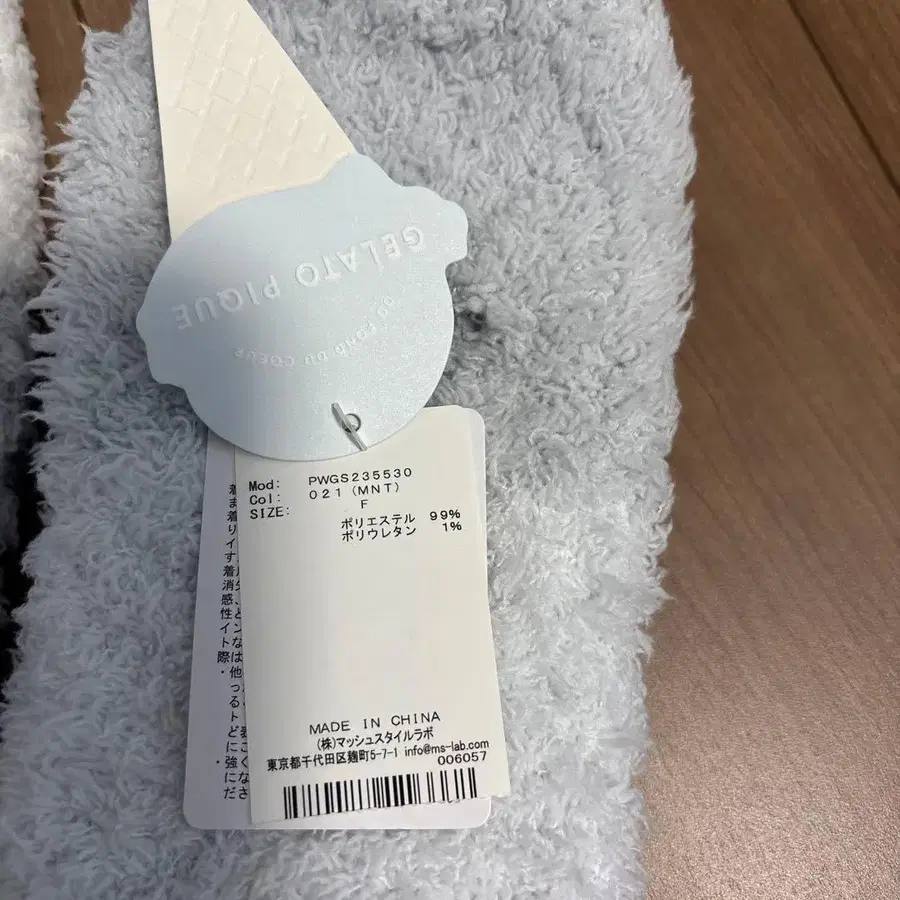 GELATO PIQUE
DU FOND DU COEUR
Mod: PWGS235530
Col: 021 (MNT)
SIZE: F
ポリエステル 99%
ポリウレタン 1%
MADE IN CHINA
(株)マッシュスタイルラボ
東京都千代田区麹町5-7-1 info@ms-lab.com
006057